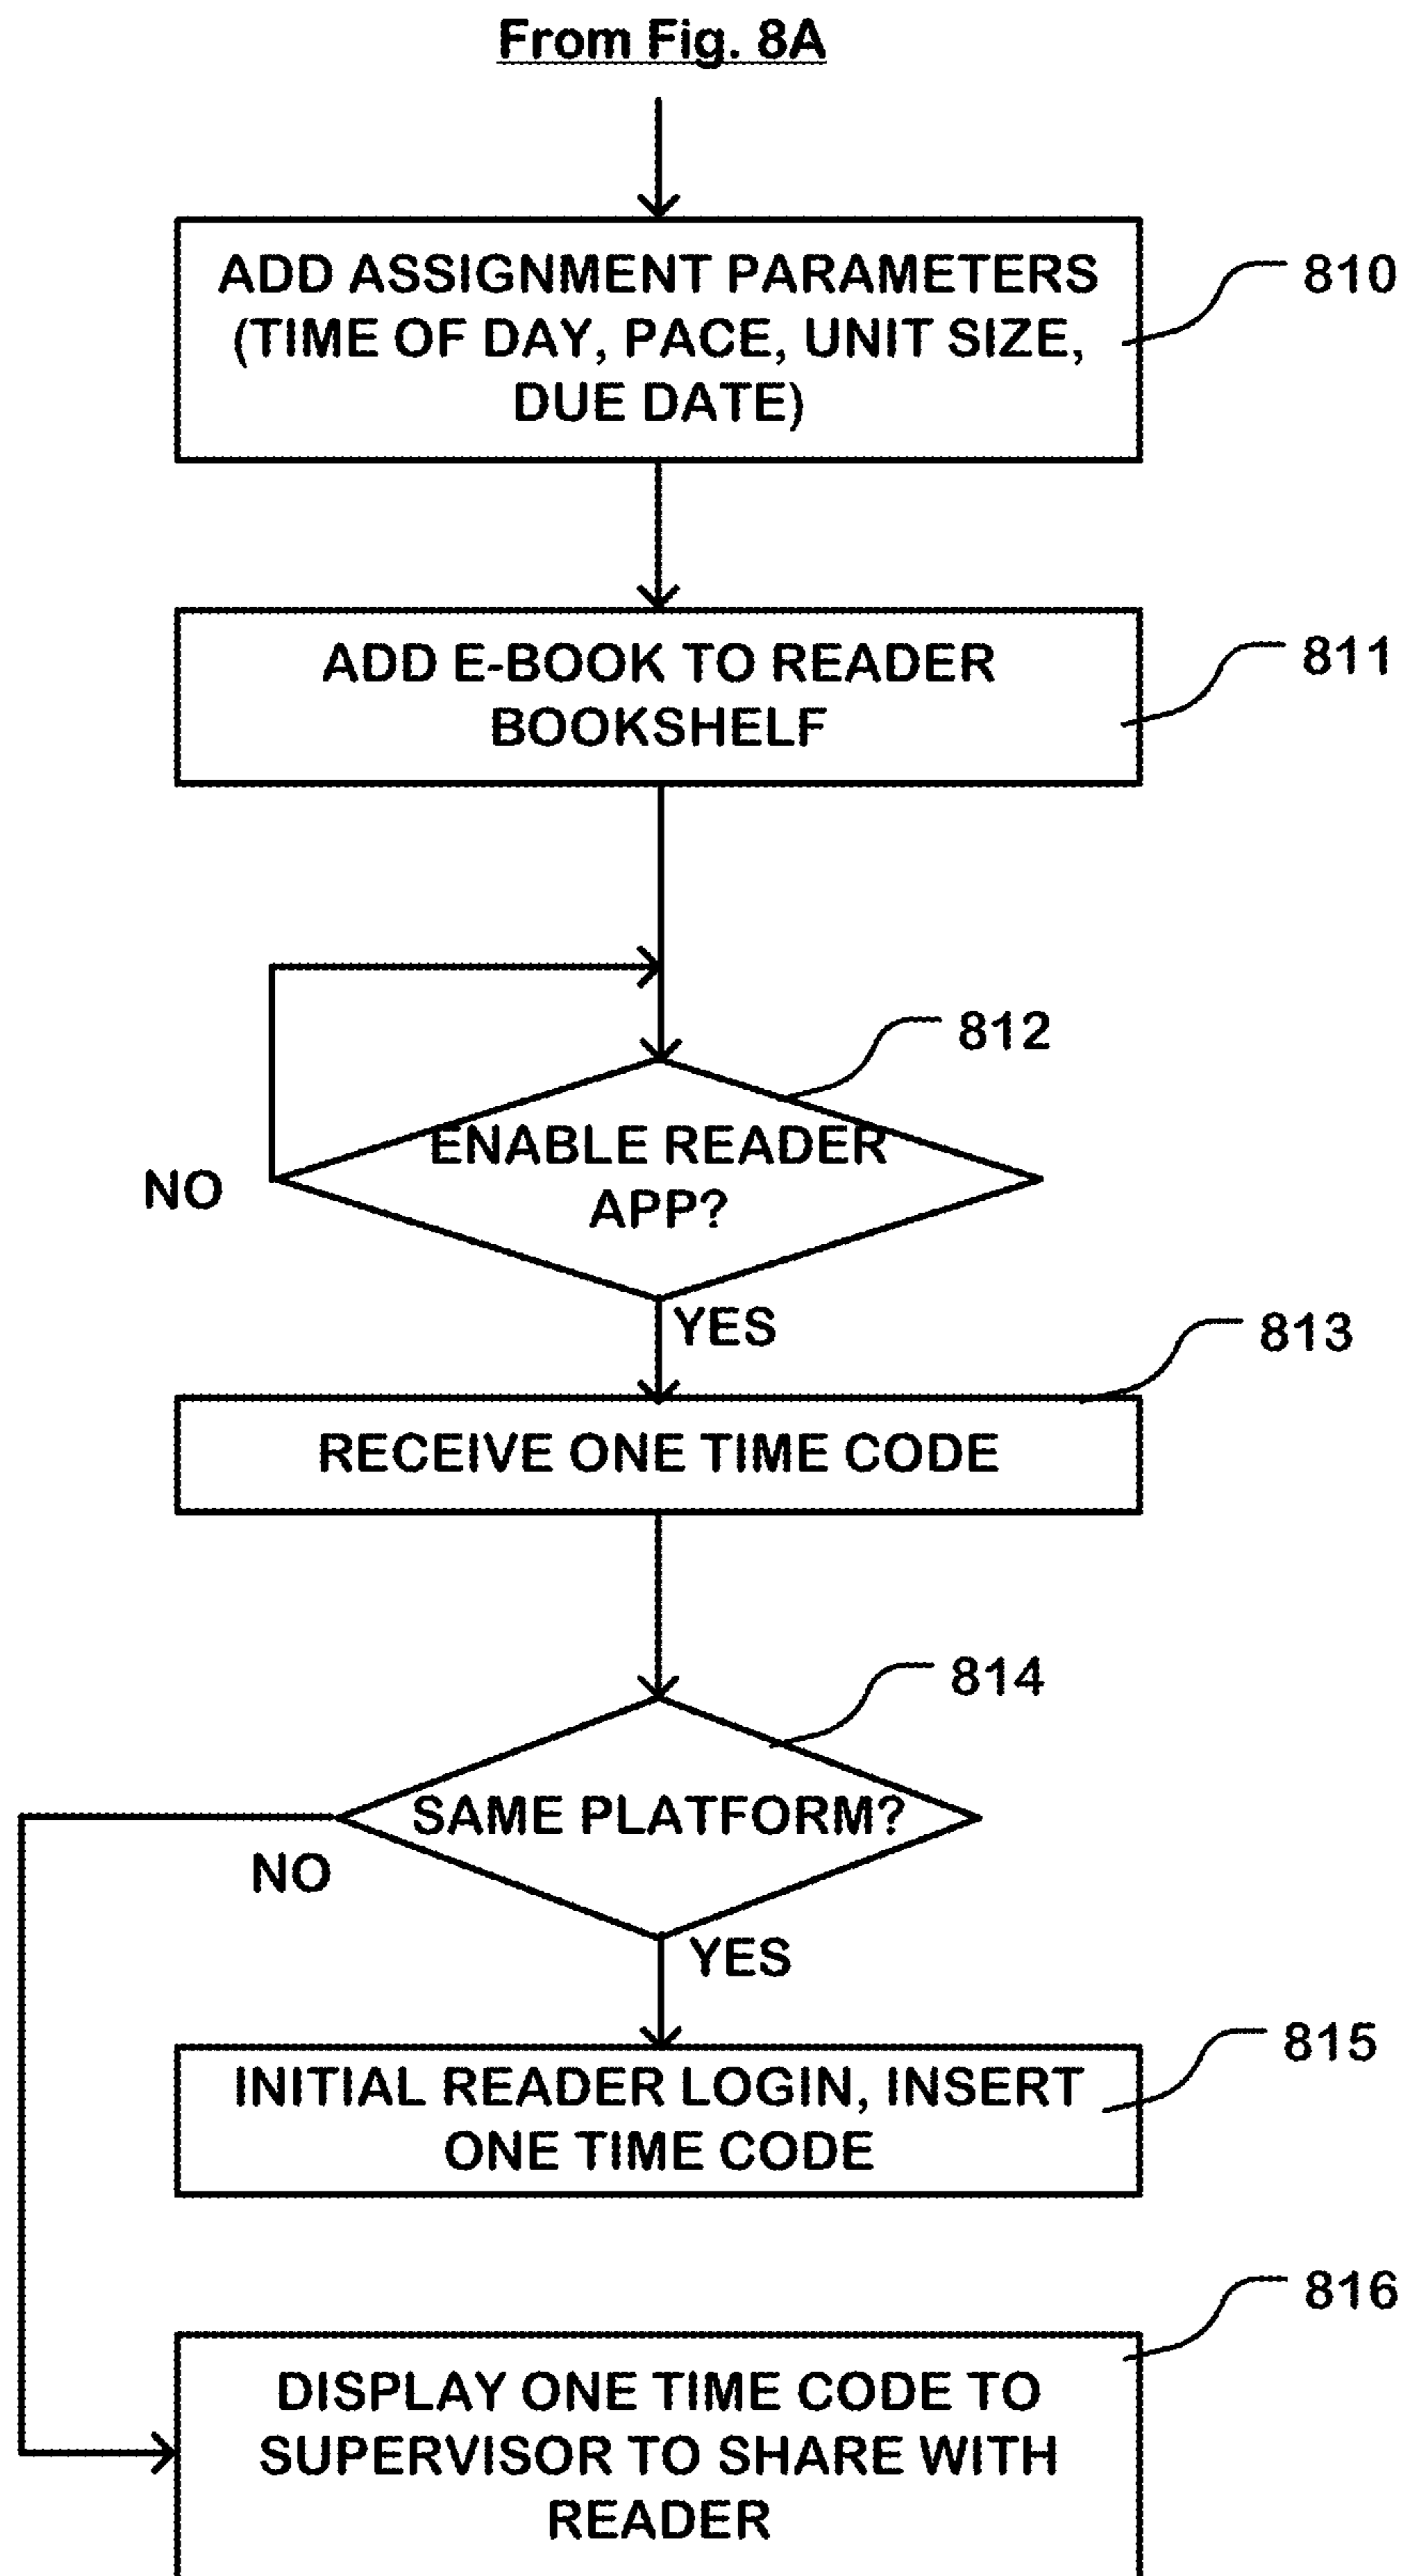 From Fig. 8A
ADD ASSIGNMENT PARAMETERS
(TIME OF DAY, PACE, UNIT SIZE,
DUE DATE)
810
ADD E-BOOK TO READER
BOOKSHELF
811
812
ENABLE READER
APP?
NO
YES
813
RECEIVE ONE TIME CODE
814
SAME PLATFORM?
NO
YES
815
INITIAL READER LOGIN, INSERT
ONE TIME CODE
816
DISPLAY ONE TIME CODE TO
SUPERVISOR TO SHARE WITH
READER